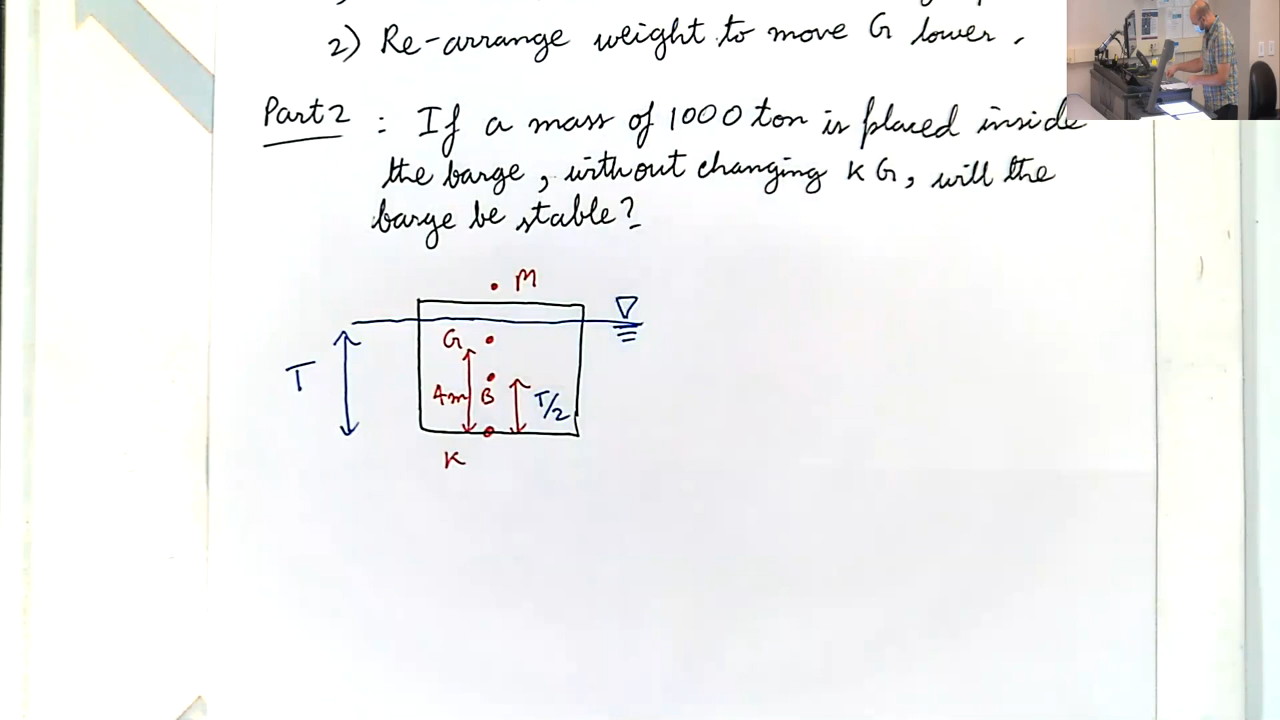 2) Re-arrange weight to move G lower.
Part 2 : If a mass of 1000 ton is placed inside
the barge, without changing KG, will the
barge be stable?
M
G
T
4m B T/2
K